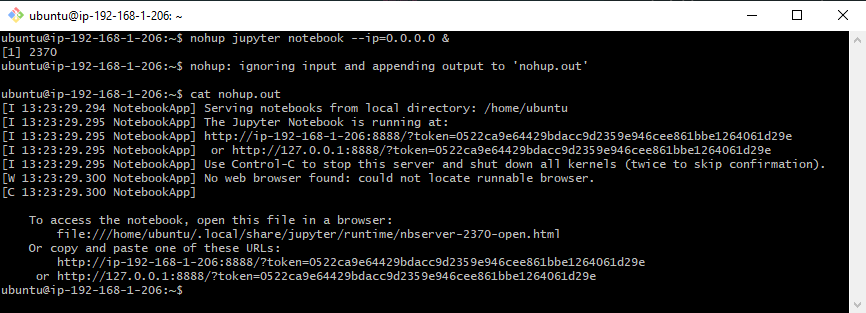 ubuntu@ip-192-168-1-206: ~
ubuntu@ip-192-168-1-206:~$ nohup jupyter notebook --ip=0.0.0.0 &
[1] 2370
ubuntu@ip-192-168-1-206:~$ nohup: ignoring input and appending output to 'nohup.out'

ubuntu@ip-192-168-1-206:~$ cat nohup.out
[I 13:23:29.294 NotebookApp] Serving notebooks from local directory: /home/ubuntu
[I 13:23:29.295 NotebookApp] The Jupyter Notebook is running at:
[I 13:23:29.295 NotebookApp] http://ip-192-168-1-206:8888/?token=0522ca9e64429bdacc9d2359e946cee861bbe1264061d29e
[I 13:23:29.295 NotebookApp]  or http://127.0.0.1:8888/?token=0522ca9e64429bdacc9d2359e946cee861bbe1264061d29e
[I 13:23:29.295 NotebookApp] Use Control-C to stop this server and shut down all kernels (twice to skip confirmation).
[W 13:23:29.300 NotebookApp] No web browser found: could not locate runnable browser.
[C 13:23:29.300 NotebookApp]

    To access the notebook, open this file in a browser:
        file:///home/ubuntu/.local/share/jupyter/runtime/nbserver-2370-open.html
    Or copy and paste one of these URLs:
        http://ip-192-168-1-206:8888/?token=0522ca9e64429bdacc9d2359e946cee861bbe1264061d29e
     or http://127.0.0.1:8888/?token=0522ca9e64429bdacc9d2359e946cee861bbe1264061d29e
ubuntu@ip-192-168-1-206:~$